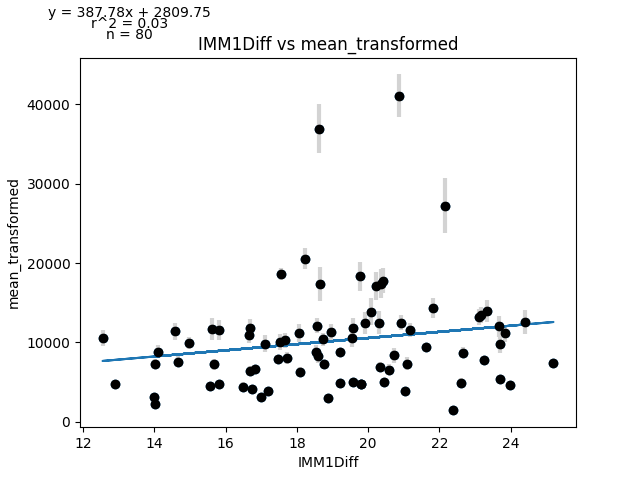 y = 387.78x + 2809.75
r^2 = 0.03
n = 80
IMM1Diff vs mean_transformed
40000
30000
20000
10000
0
mean_transformed
12 14 16 18 20 22 24
IMM1Diff